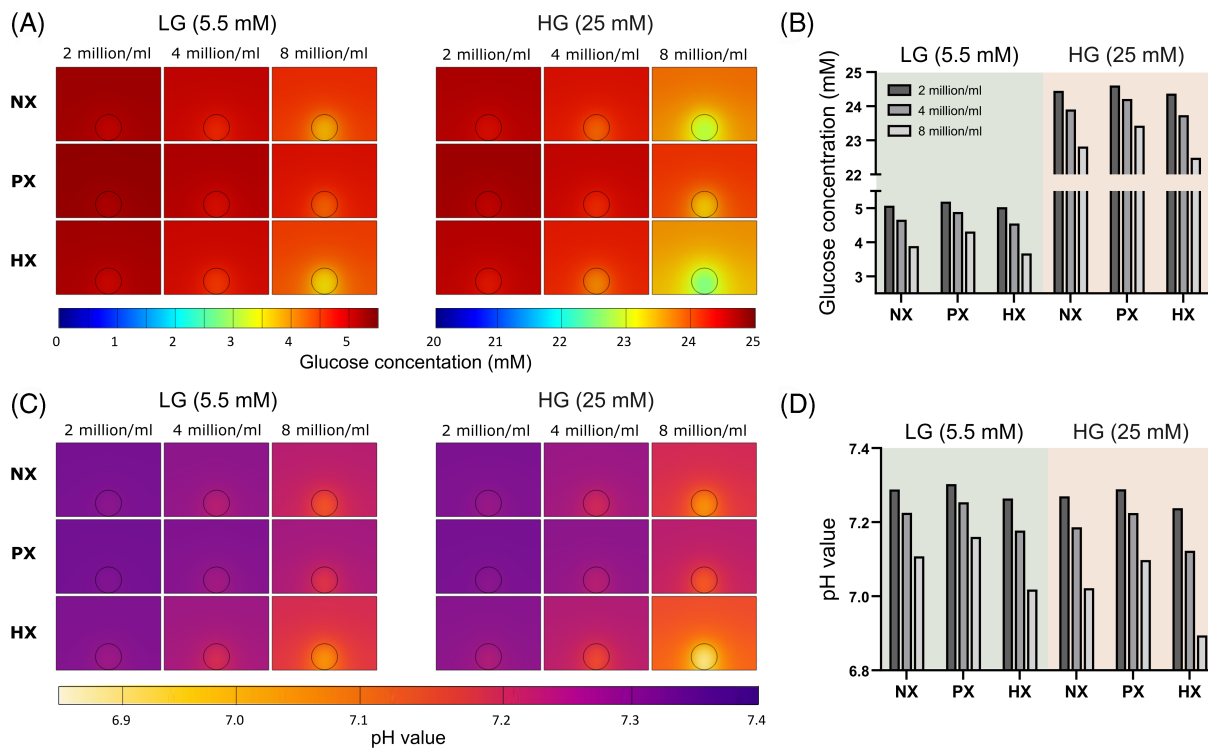 (A)
LG (5.5 mM)
HG (25 mM)
2 million/ml 4 million/ml 8 million/ml
2 million/ml 4 million/ml 8 million/ml
NX
PX
HX
0 1 2 3 4 5
20 21 22 23 24 25
Glucose concentation (mM)
(B)
LG (5.5 mM) HG (25 mM)
Glucose concentration (mM)
25
24
23
22
5
4
3
2 million/ml
4 million/ml
8 million/ml
NX PX HX NX PX HX
(C)
LG (5.5 mM)
HG (25 mM)
2 million/ml 4 million/ml 8 million/ml
2 million/ml 4 million/ml 8 million/ml
NX
PX
HX
6.9 7.0 7.1 7.2 7.3 7.4
pH value
(D)
LG (5.5 mM) HG (25 mM)
pH value
7.4
7.2
7.0
6.8
NX PX HX NX PX HX